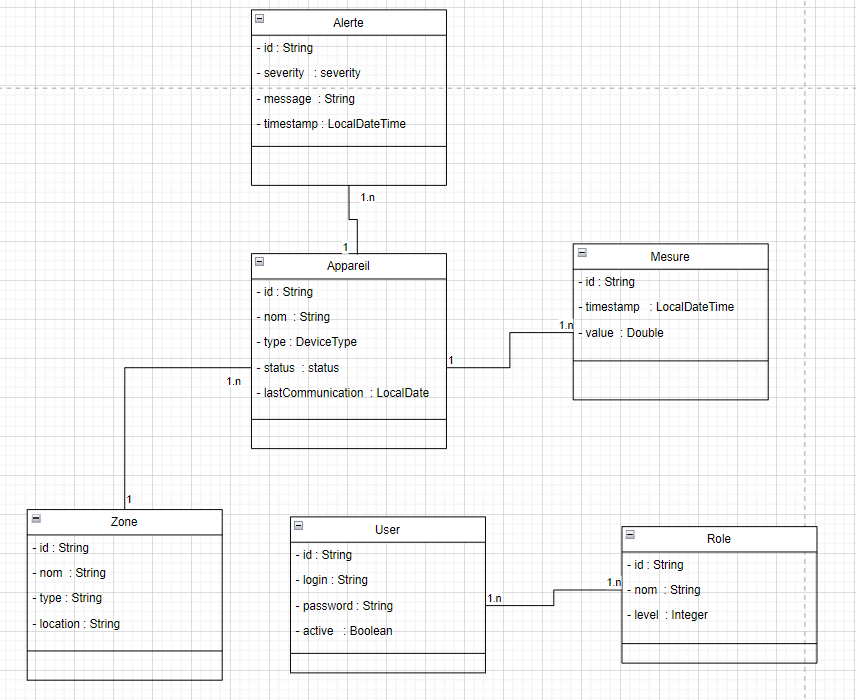 Alerte
- id : String
- severity : severity
- message : String
- timestamp : LocalDateTime
1.n
1
Appareil
- id : String
- nom : String
- type : DeviceType
- status : status
- lastCommunication : LocalDate
1
1.n
Mesure
- id : String
- timestamp : LocalDateTime
- value : Double
1.n
1
Zone
- id : String
- nom : String
- type : String
- location : String
User
- id : String
- login : String
- password : String
- active : Boolean
1.n
1.n
Role
- id : String
- nom : String
- level : Integer